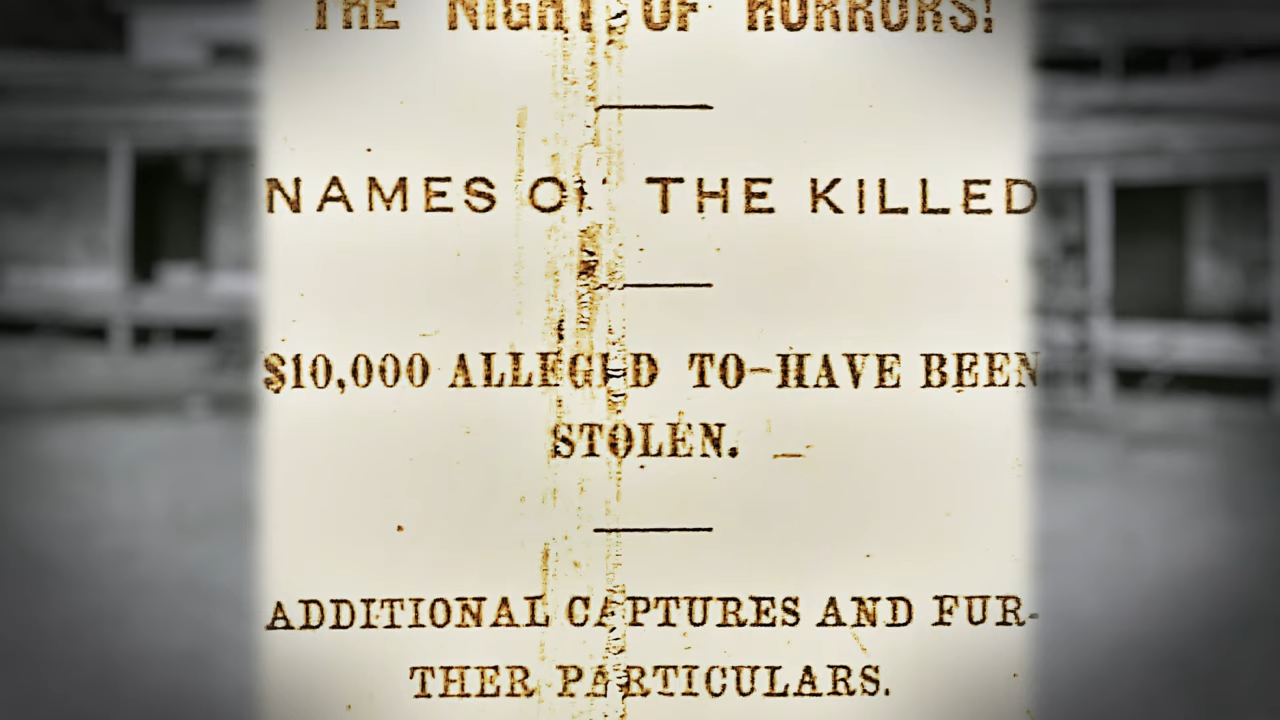 THE NIGHT OF HORRORS!
NAMES OF THE KILLED
$10,000 ALLEGED TO-HAVE BEEN
STOLEN.
ADDITIONAL CAPTURES AND FUR-
THER PARTICULARS.